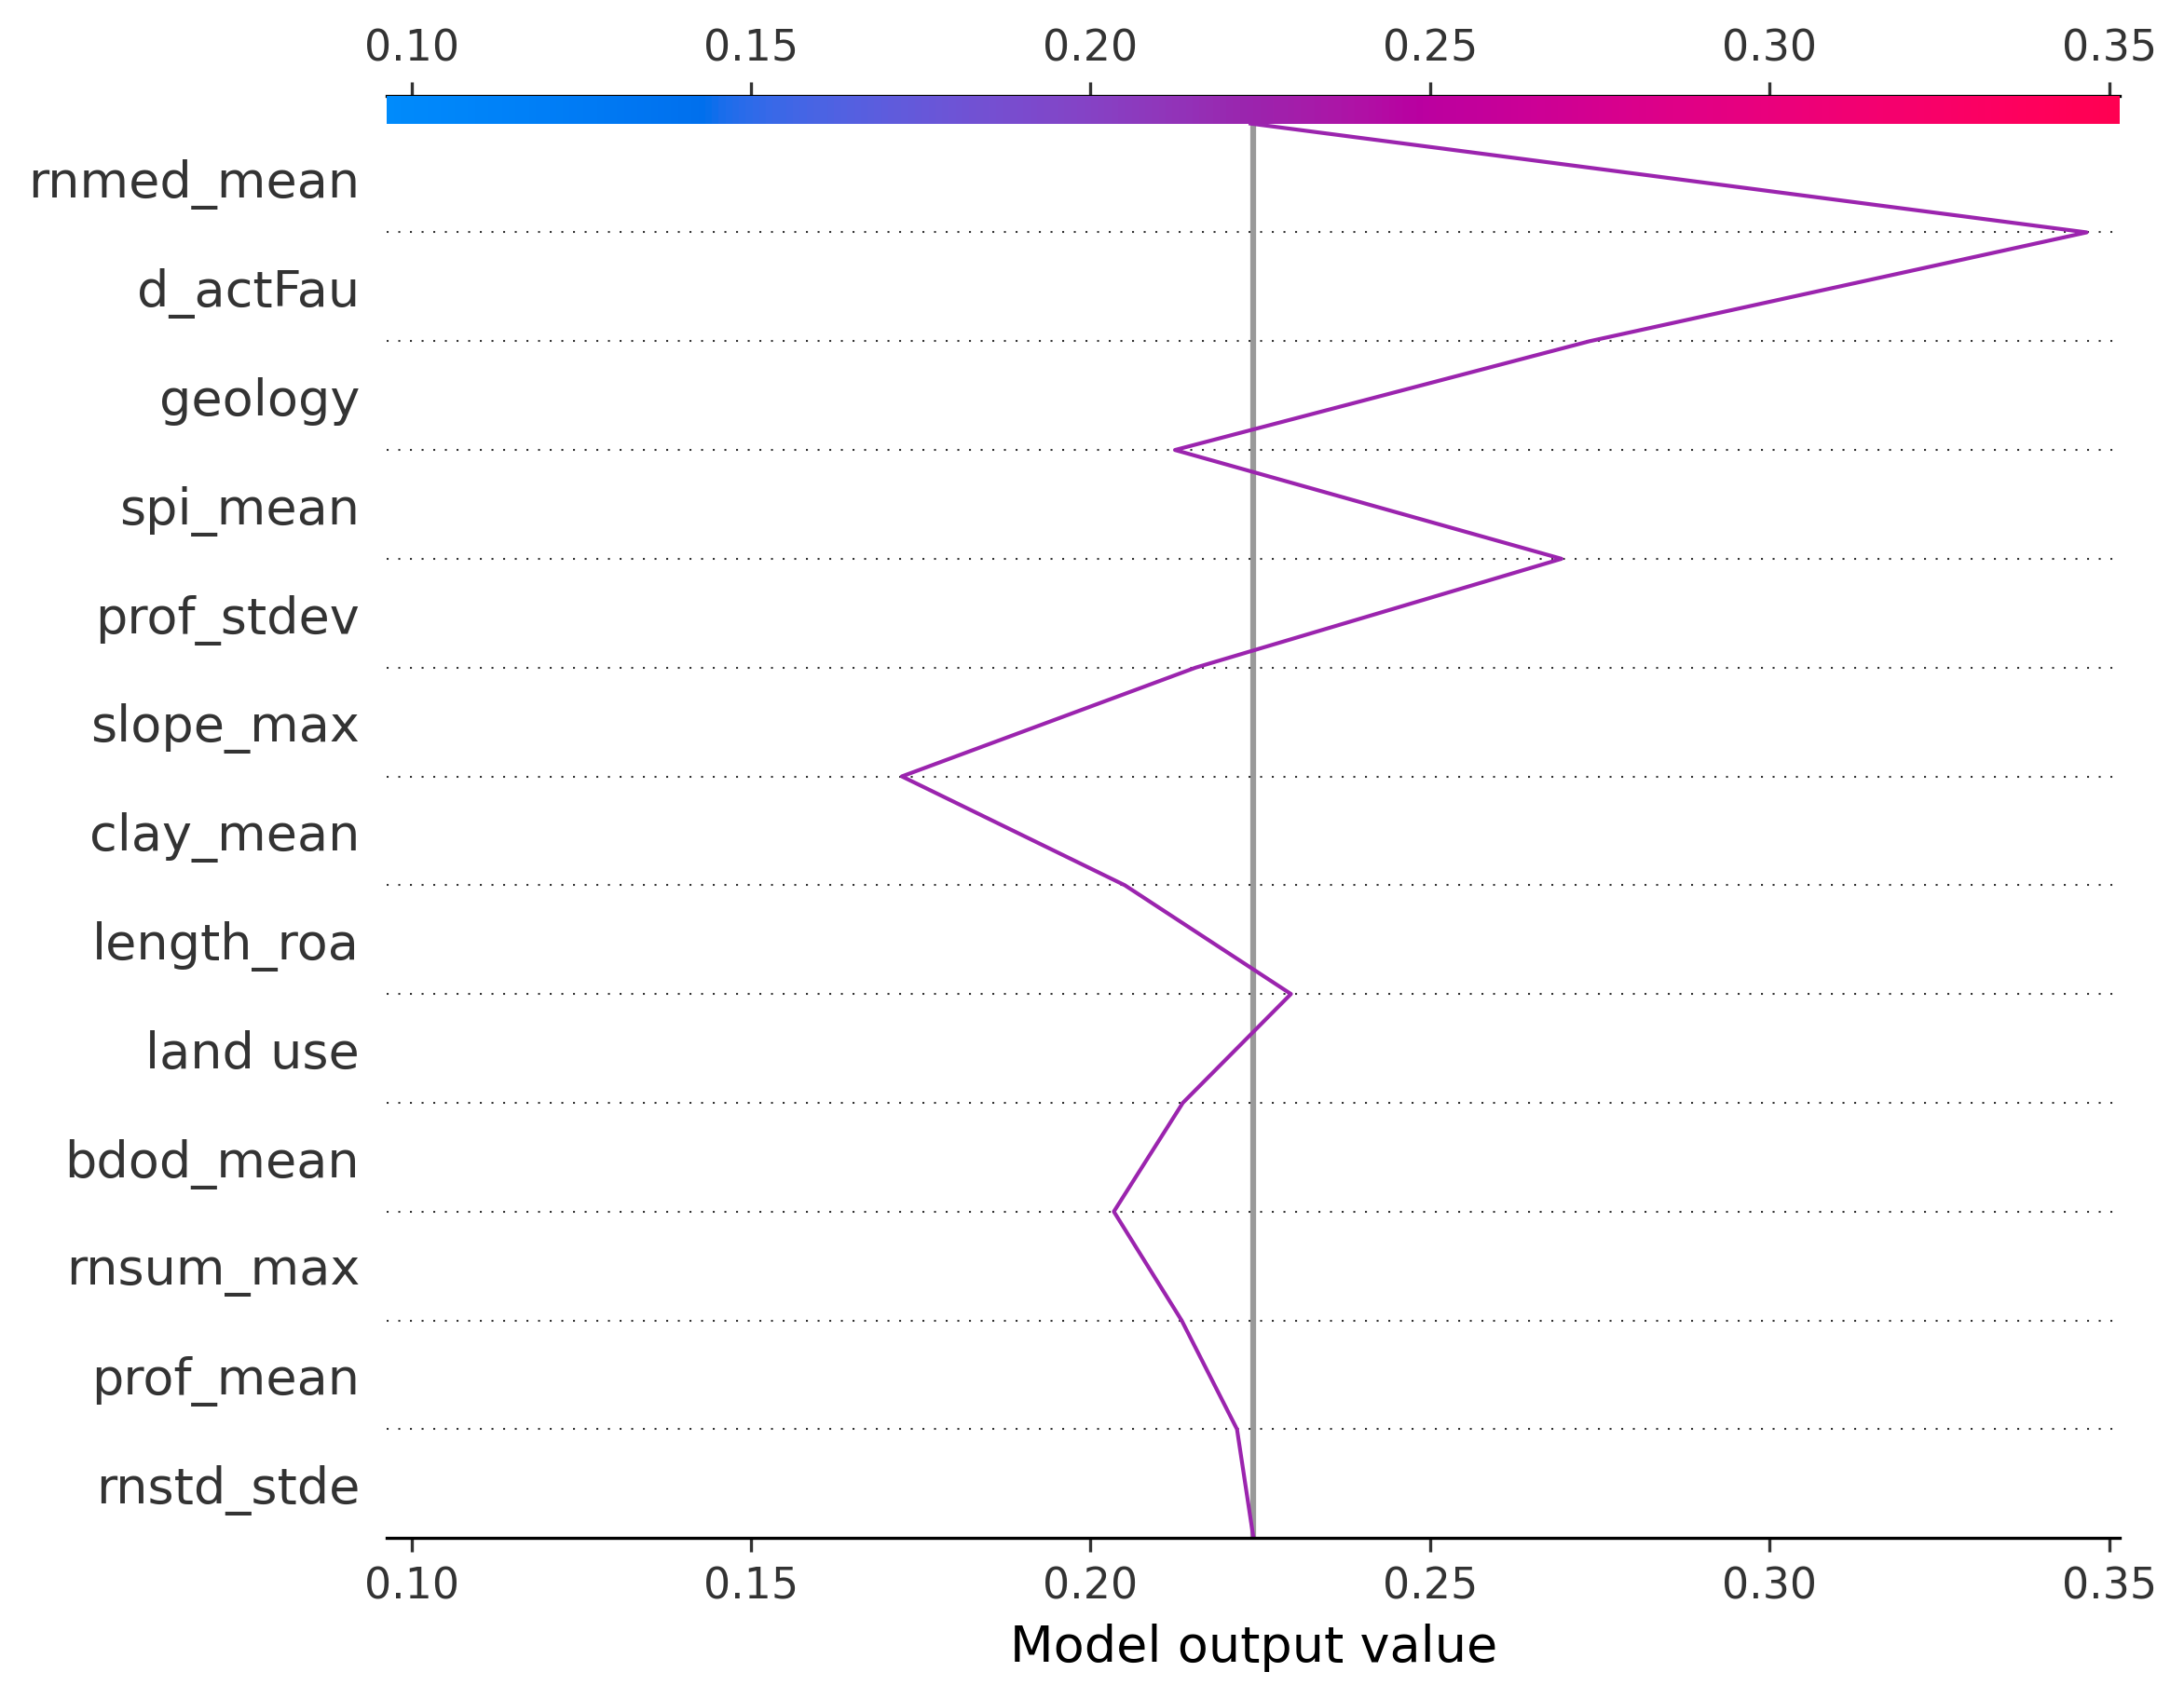 0.10 0.15 0.20 0.25 0.30 0.35
rnmed_mean
d_actFau
geology
spi_mean
prof_stdev
slope_max
clay_mean
length_roa
land use
bdod_mean
rnsum_max
prof_mean
rnstd_stde
0.10 0.15 0.20 0.25 0.30 0.35
Model output value